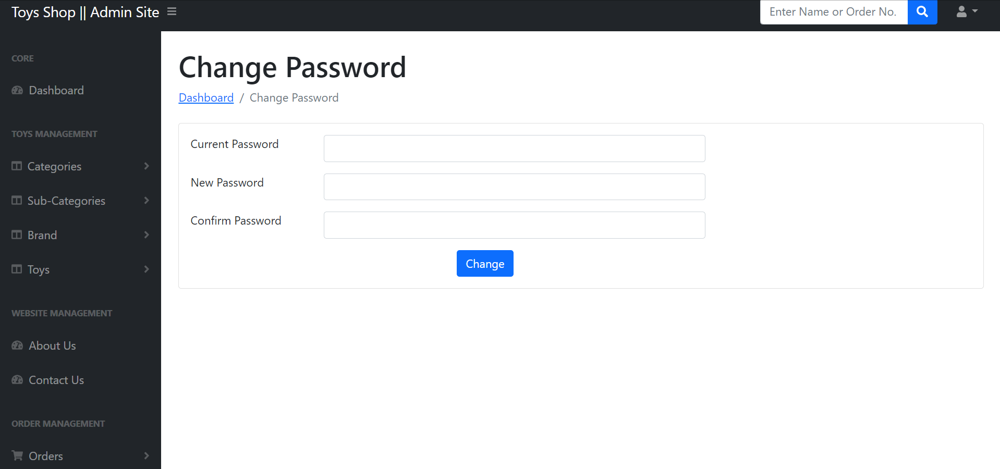 Toys Shop || Admin Site
Enter Name or Order No.
CORE
Dashboard
TOYS MANAGEMENT
Categories
Sub-Categories
Brand
Toys
WEBSITE MANAGEMENT
About Us
Contact Us
ORDER MANAGEMENT
Orders
Change Password
Dashboard / Change Password
Current Password
New Password
Confirm Password
Change